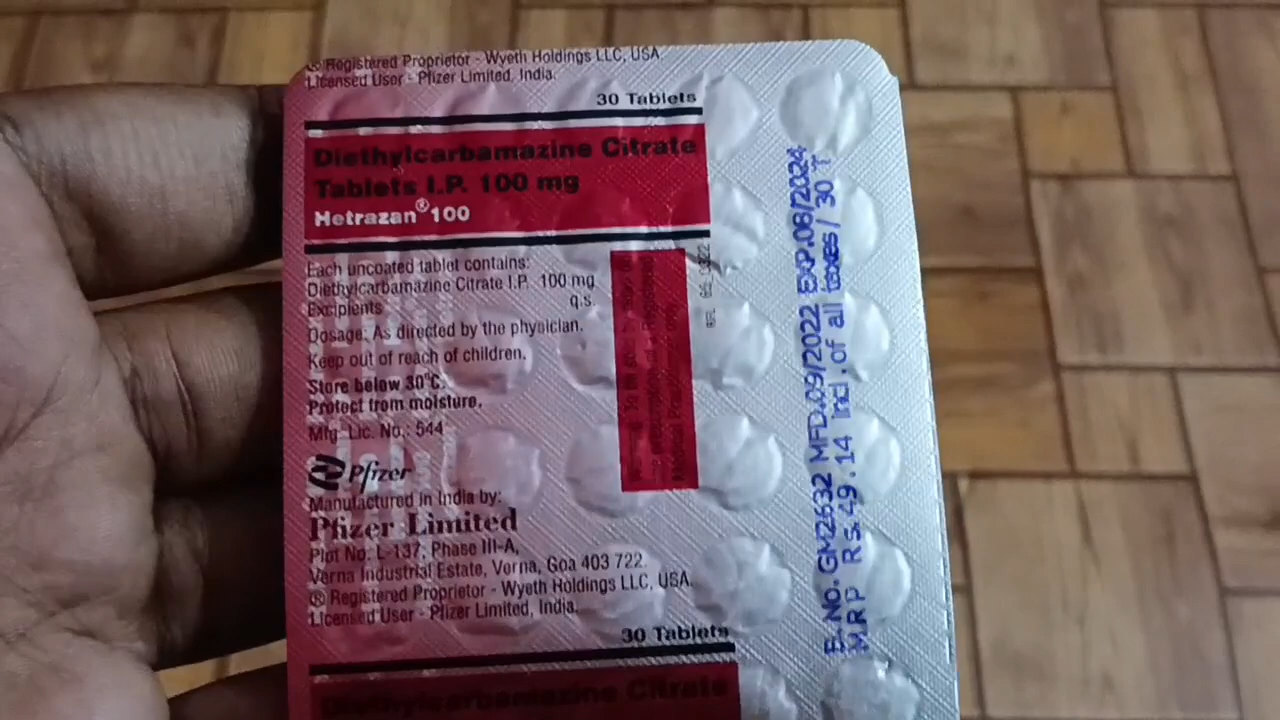 ® Registered Proprietor - Wyeth Holdings LLC, USA
Licensed User - Pfizer Limited, India.
30 Tablets
Diethylcarbamazine Citrate
Tablets I.P. 100 mg
Hetrazan® 100
Each uncoated tablet contains:
Diethylcarbamazine Citrate I.P. 100 mg
Excipients q.s.
Dosage: As directed by the physician.
Keep out of reach of children.
Store below 30°C.
Protect from moisture.
Mfg. Lic. No.: 544
Pfizer
Manufactured in India by:
Pfizer Limited
Plot No. L-137, Phase III-A,
Verna Industrial Estate, Verna, Goa 403 722.
® Registered Proprietor - Wyeth Holdings LLC, USA.
Licensed User - Pfizer Limited, India.
30 Tablets
Diethylcarbamazine Citrate
B.No. GM2632 MFD.09/2022 EXP.08/2024
M.R.P Rs.49.14 incl.of all taxes/ 30 T